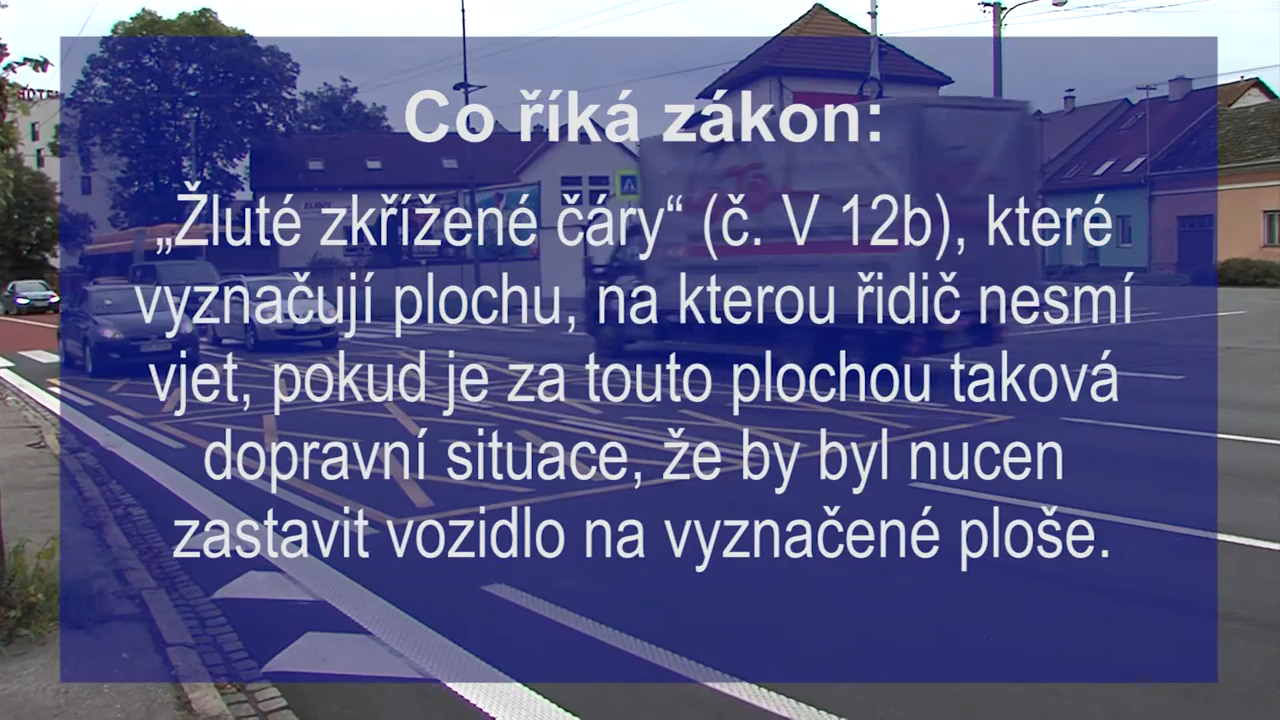 Co říká zákon:
„Žluté zkřížené čáry“ (č. V 12b), které
vyznačují plochu, na kterou řidič nesmí
vjet, pokud je za touto plochou taková
dopravní situace, že by byl nucen
zastavit vozidlo na vyznačené ploše.
HOTEL